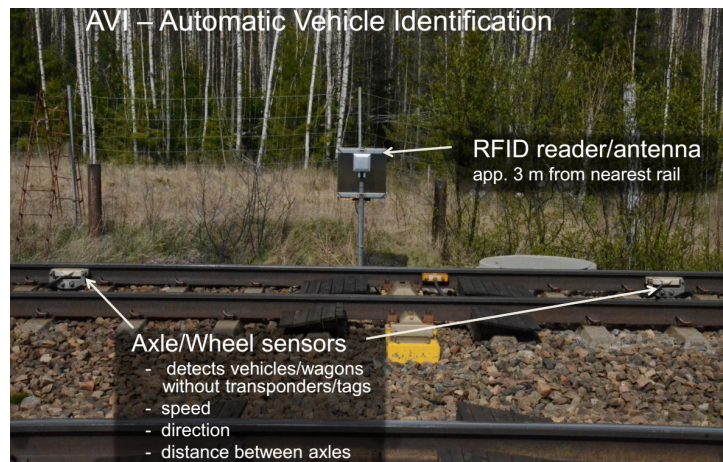 AVI – Automatic Vehicle Identification
RFID reader/antenna
app. 3 m from nearest rail
Axle/Wheel sensors
- detects vehicles/wagons
without transponders/tags
- speed
- direction
- distance between axles